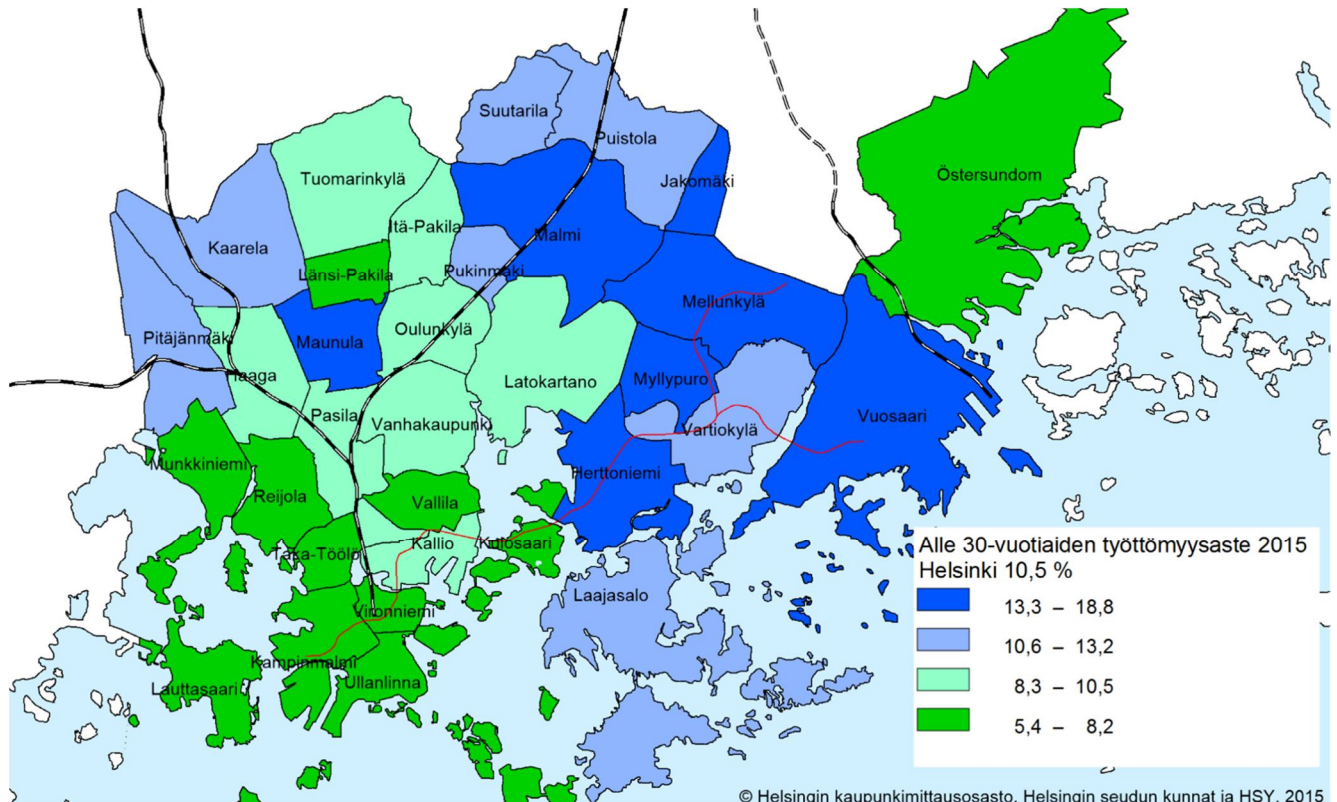 Suutarila
Puistola
Tuomarinkylä
Jakomäki
Östersundom
Itä-Pakila
Malmi
Kaarela
Länsi-Pakila
Pukinmäki
Mellunkylä
Pitäjänmäk
Maunula
Oulunkylä
Haaga
Latokartano
Myllypuro
Pasila
Vanhakaupunki
Vartiokylä
Vuosaari
Munkkiniemi
Herttoniemi
Reijola
Vallila
Taka-Töölö
Kallio
Kulosaari
Alle 30-vuotiaiden työttömyysaste 2015
Helsinki 10,5 %
13,3 – 18,8
10,6 – 13,2
8,3 – 10,5
5,4 – 8,2
Laajasalo
Vironniemi
Kampinmalmi
Lauttasaari
Ullanlinna
© Helsingin kaupunkimittausosasto, Helsingin seudun kunnat ja HSY, 2015